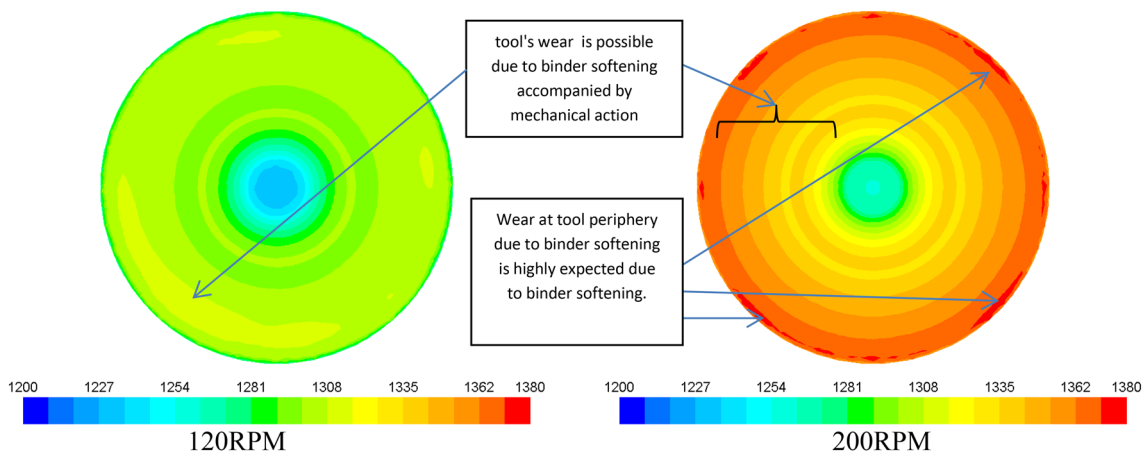 tool's wear is possible
due to binder softening
accompanied by
mechanical action
Wear at tool periphery
due to binder softening
is highly expected due
to binder softening.
1200 1227 1254 1281 1308 1335 1362 1380
120RPM
1200 1227 1254 1281 1308 1335 1362 1380
200RPM